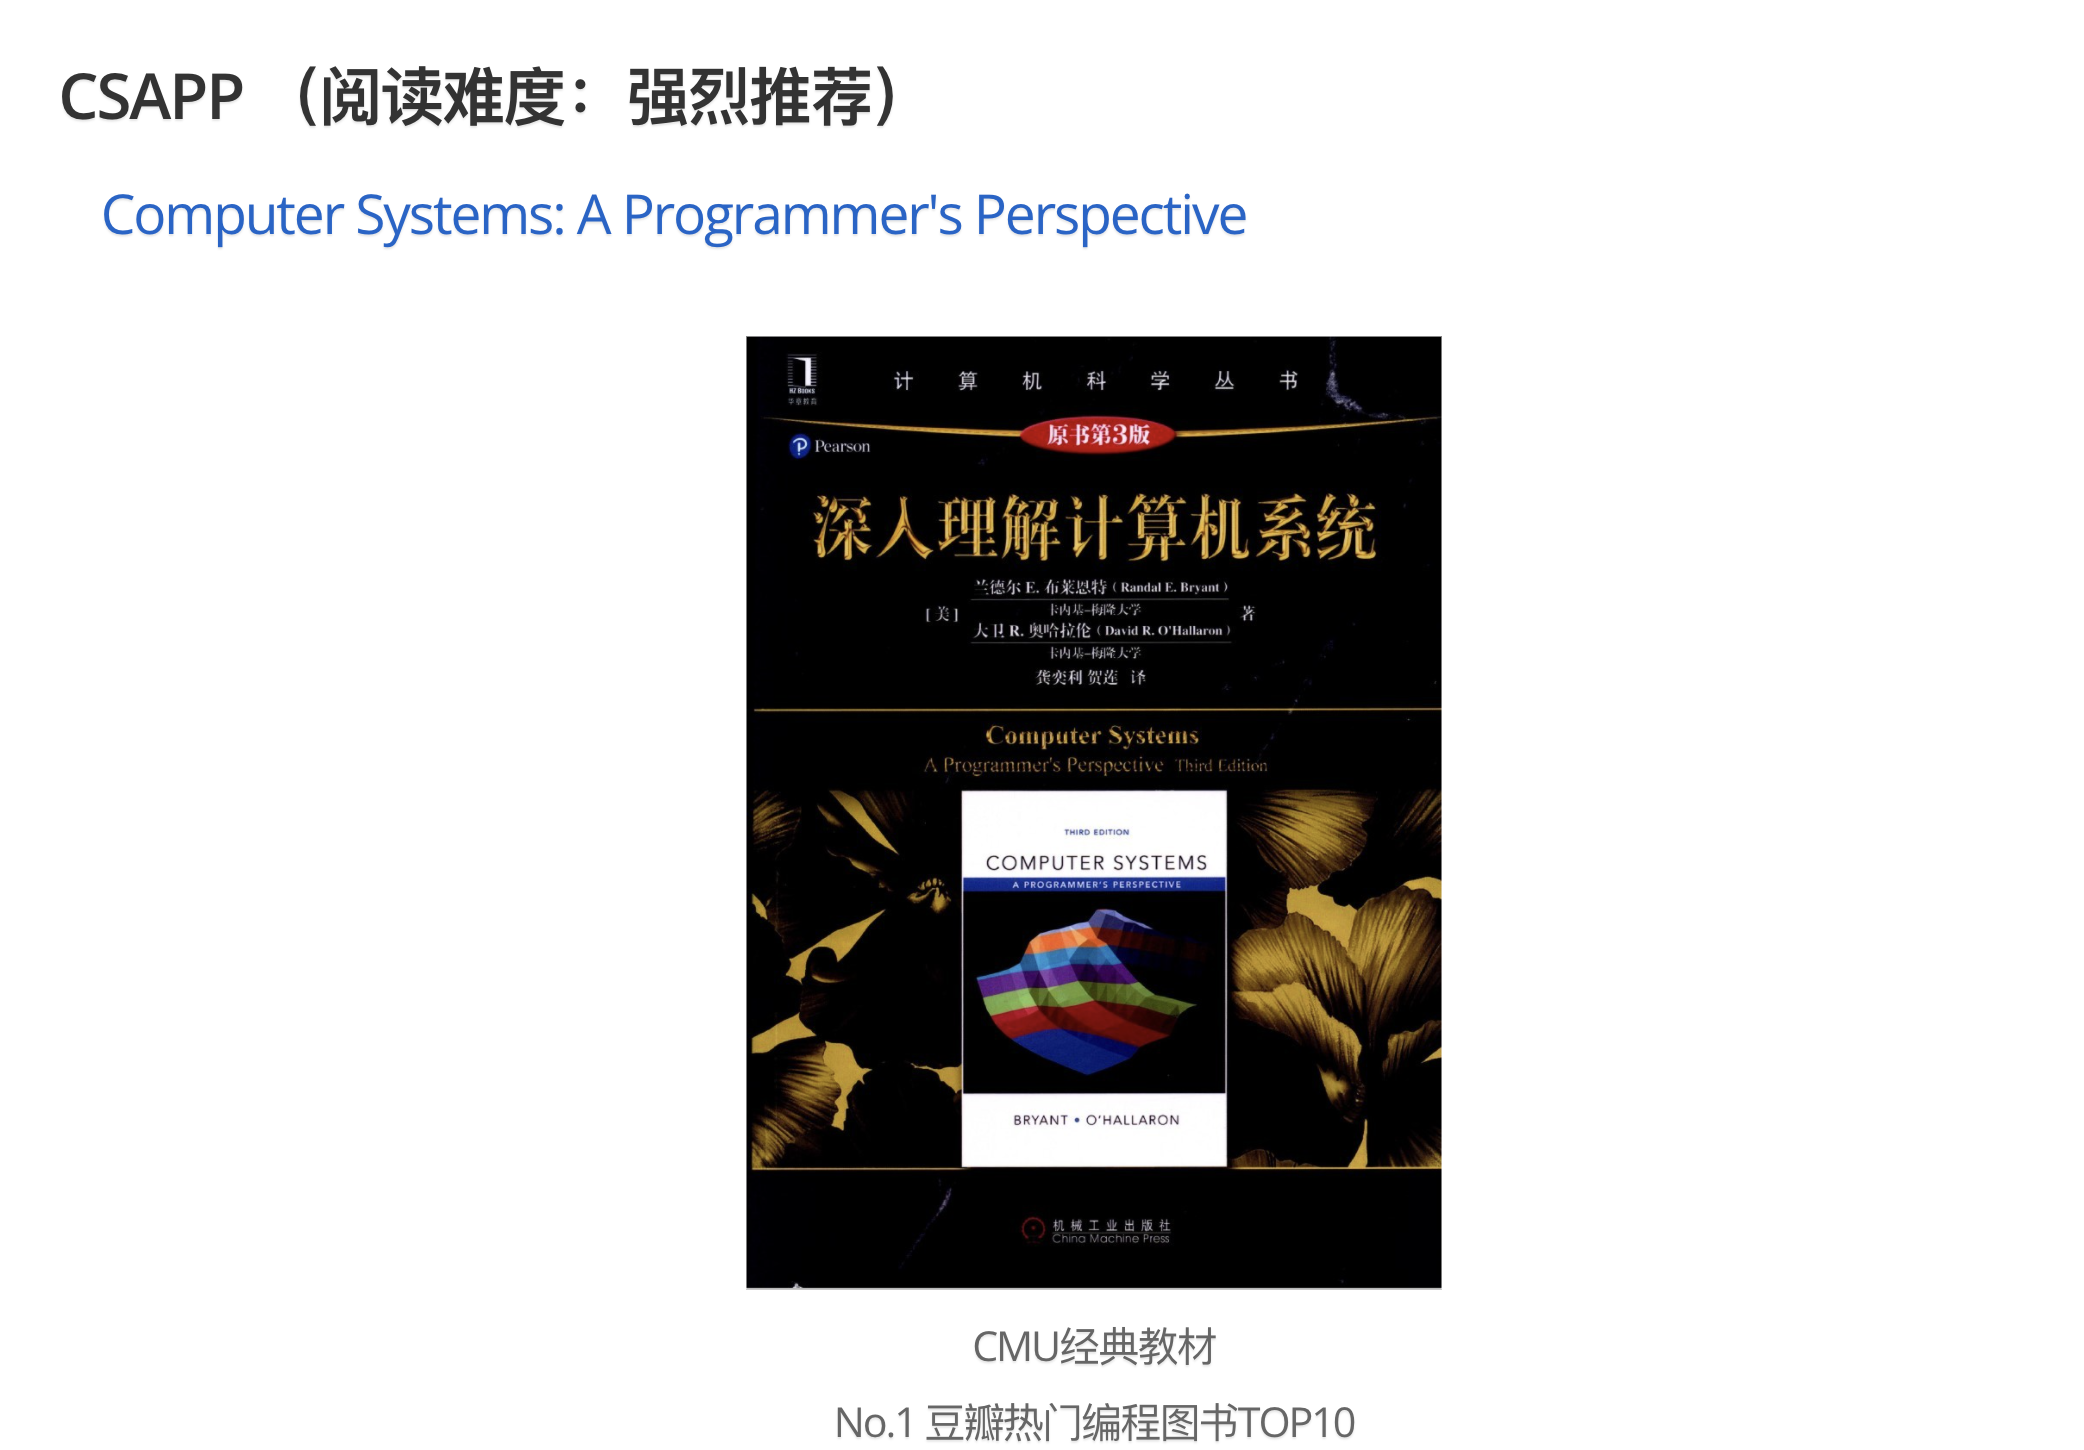 CSAPP （阅读难度：强烈推荐）
Computer Systems: A Programmer's Perspective
HZ BOOKS
华章教育
计算机科学丛书
原书第3版
Pearson
深入理解计算机系统
[美]
兰德尔 E. 布莱恩特（Randal E. Bryant）
卡内基-梅隆大学
大卫 R. 奥哈拉伦（David R. O'Hallaron）
卡内基-梅隆大学
著
龚奕利 贺莲 译
Computer Systems
A Programmer's Perspective Third Edition
THIRD EDITION
COMPUTER SYSTEMS
A PROGRAMMER'S PERSPECTIVE
BRYANT • O'HALLARON
机械工业出版社
China Machine Press
CMU经典教材
No.1 豆瓣热门编程图书TOP10